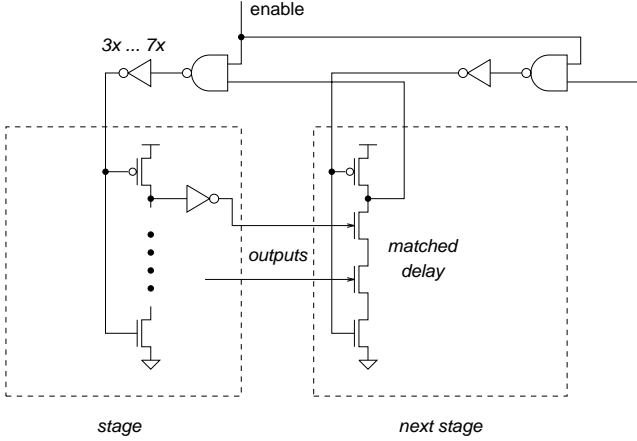 enable
3x ... 7x
outputs
matched
delay
stage
next stage